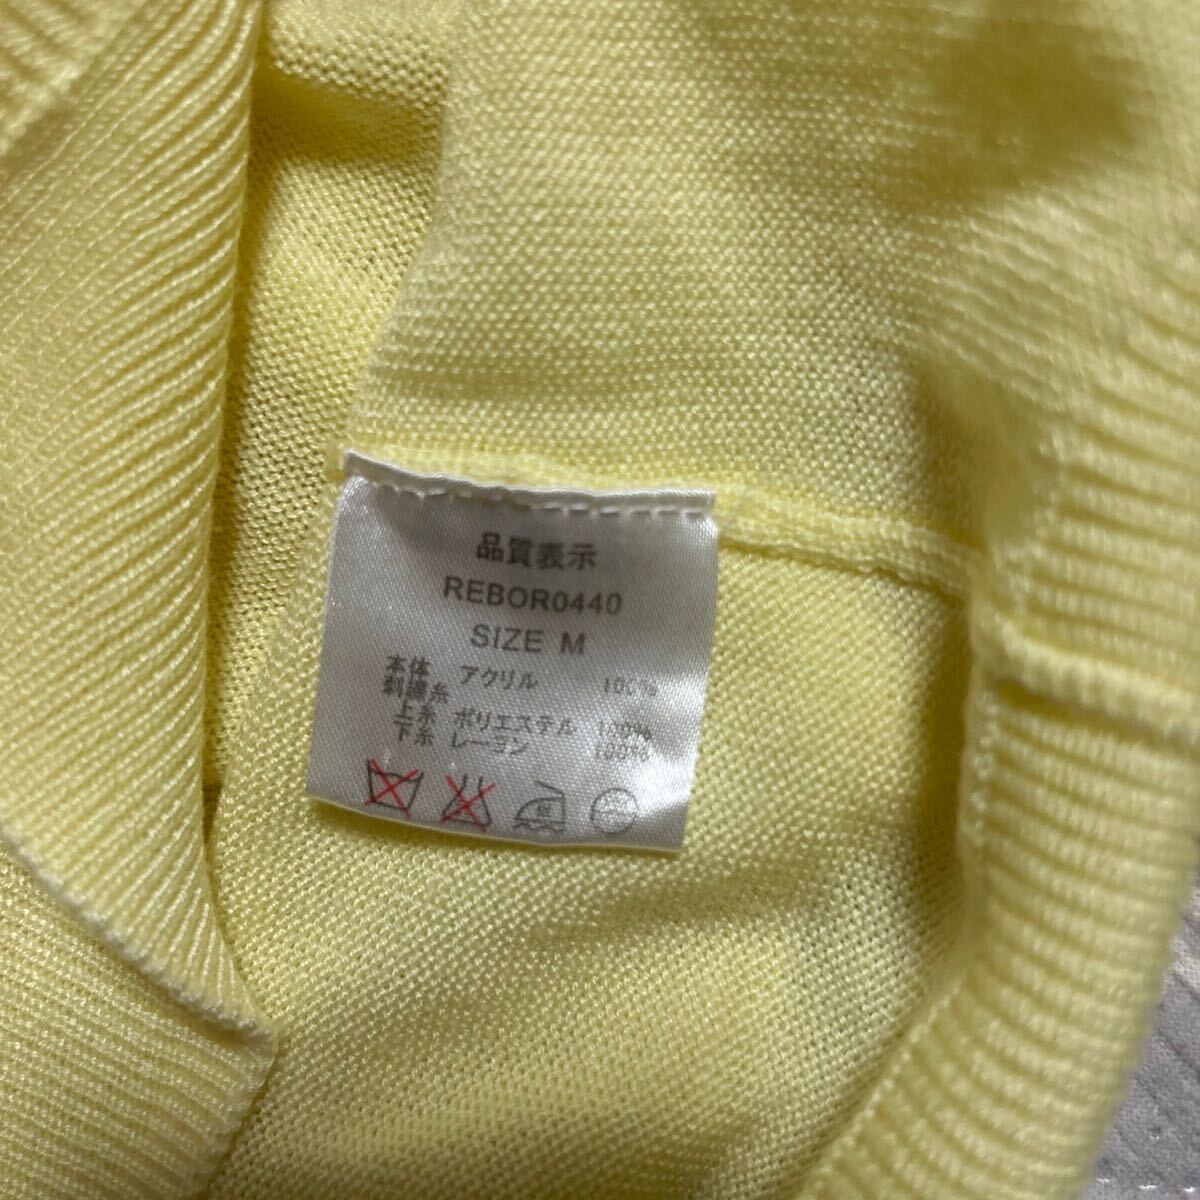 品質表示
REBOR0440
SIZE M
本体 アクリル 100%
刺繍糸
上糸 ポリエステル 100%
下糸 レーヨン 100%